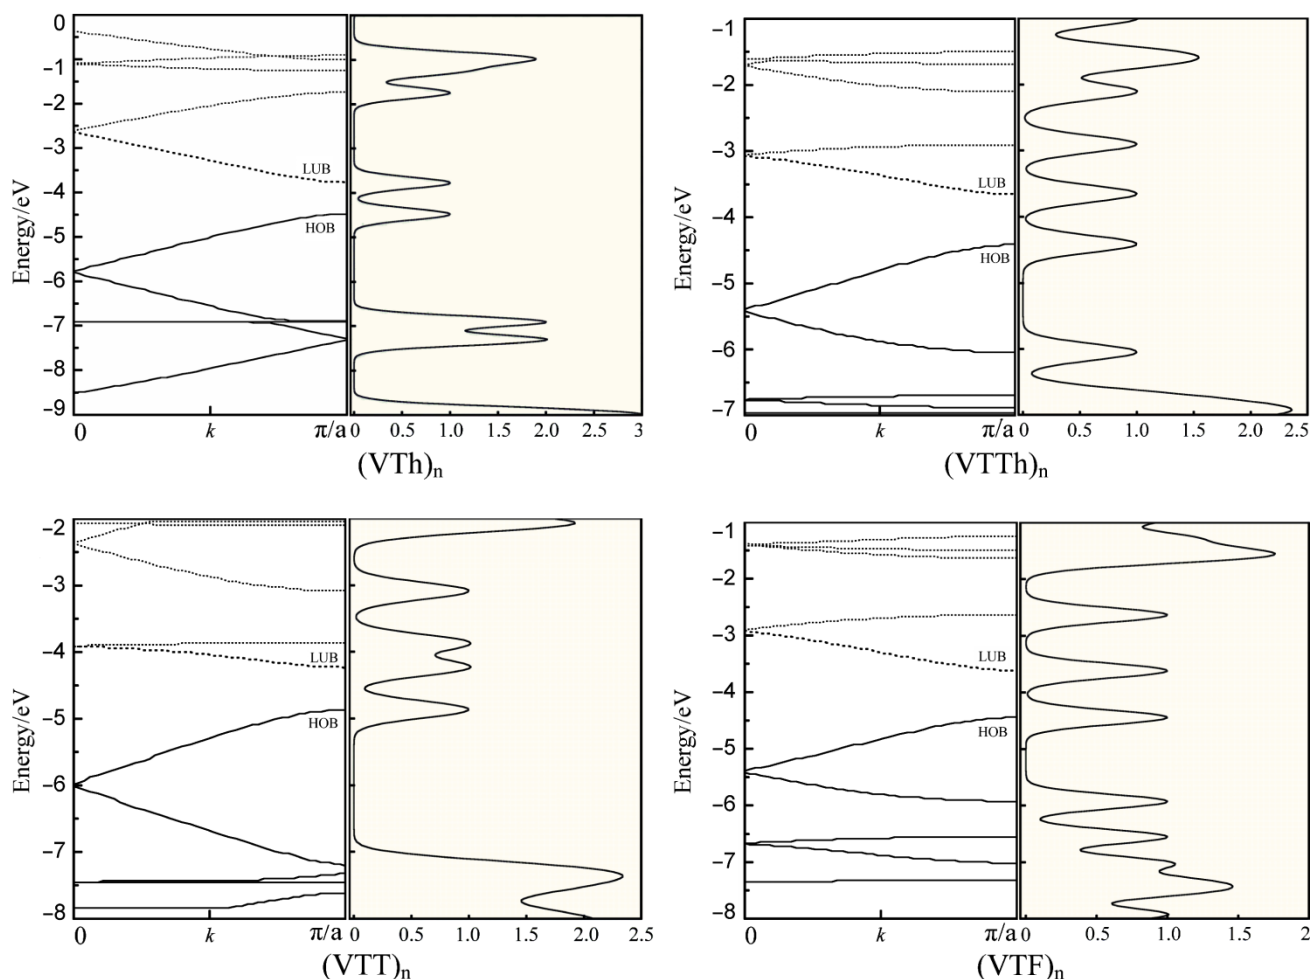 0
−1
−2
−3
−4
−5
−6
−7
−8
−9
Energy/eV
LUB
HOB
0 k π/a 0 0.5 1.0 1.5 2.0 2.5 3
(VTh)n
−1
−2
−3
−4
−5
−6
−7
Energy/eV
LUB
HOB
0 k π/a 0 0.5 1.0 1.5 2.0 2.5
(VTTh)n
−2
−3
−4
−5
−6
−7
−8
Energy/eV
LUB
HOB
0 k π/a 0 0.5 1.0 1.5 2.0 2.5
(VTT)n
−1
−2
−3
−4
−5
−6
−7
−8
Energy/eV
LUB
HOB
0 k π/a 0 0.5 1.0 1.5 2
(VTF)n